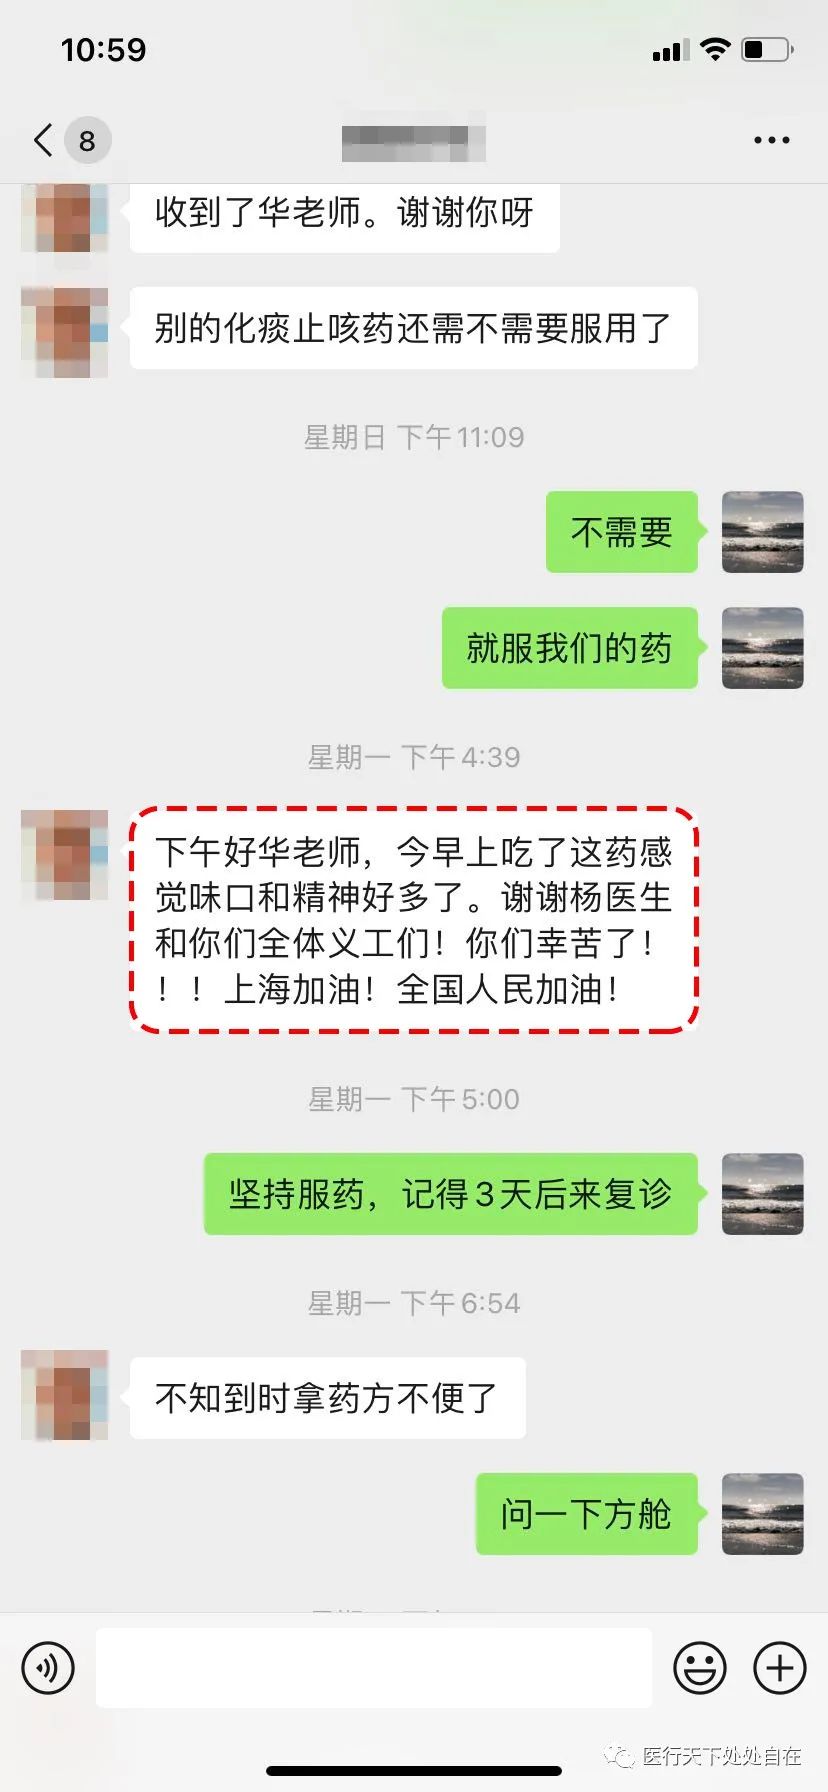 10:59
8
收到了华老师。谢谢你呀
别的化痰止咳药还需不需要服用了
星期日 下午11:09
不需要
就服我们的药
星期一 下午4:39
下午好华老师，今早上吃了这药感
觉味口和精神好多了。谢谢杨医生
和你们全体义工们！你们幸苦了！
！！上海加油！全国人民加油！
星期一 下午5:00
坚持服药，记得3天后来复诊
星期一 下午6:54
不知到时拿药方不便了
问一下方舱
医行天下处处自在